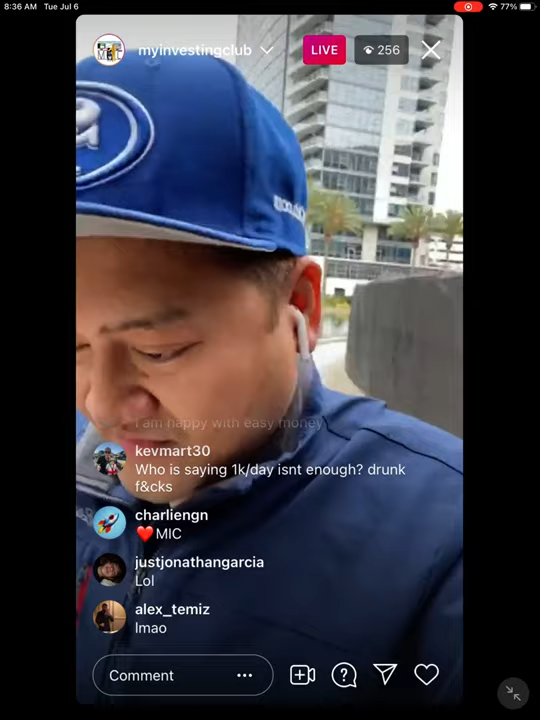 8:36 AM Tue Jul 6
77%
myinvestingclub
LIVE
256
I am happy with easy money
kevmart30
Who is saying 1k/day isnt enough? drunk
f&cks
charliengn
❤️MIC
justjonathangarcia
Lol
alex_temiz
lmao
Comment